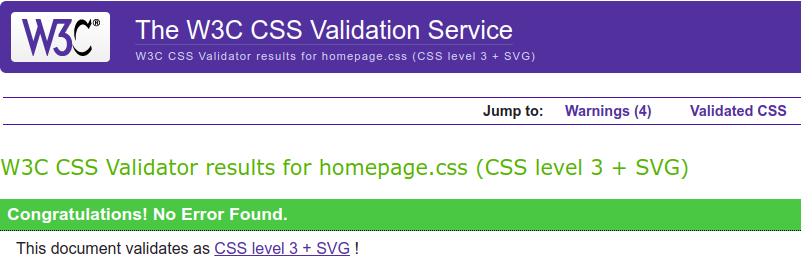 W3C®
The W3C CSS Validation Service
W3C CSS Validator results for homepage.css (CSS level 3 + SVG)
Jump to: Warnings (4) Validated CSS
W3C CSS Validator results for homepage.css (CSS level 3 + SVG)
Congratulations! No Error Found.
This document validates as CSS level 3 + SVG !